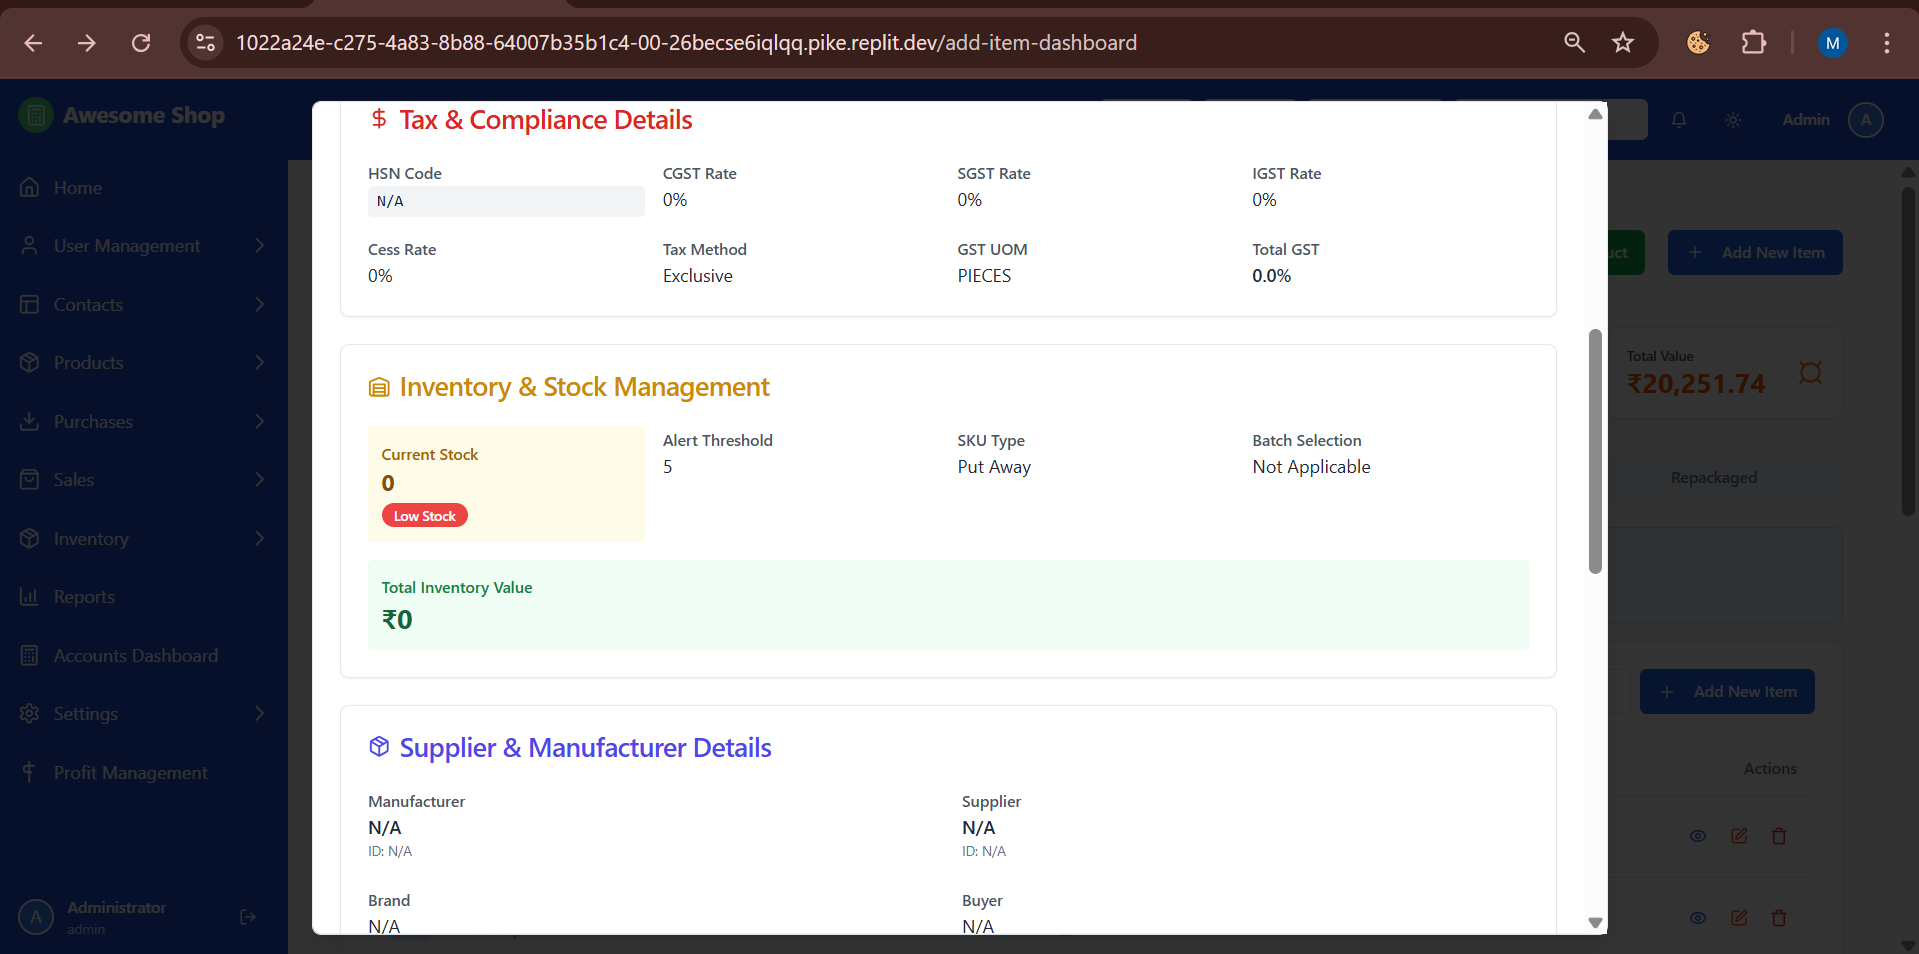 1022a24e-c275-4a83-8b88-64007b35b1c4-00-26becse6iqlqq.pike.replit.dev/add-item-dashboard
M
Awesome Shop
Admin
A
Home
User Management
Contacts
Products
Purchases
Sales
Inventory
Reports
Accounts Dashboard
Settings
Profit Management
A
Administrator
admin
Tax & Compliance Details
HSN Code
CGST Rate
SGST Rate
IGST Rate
N/A
0%
0%
0%
Cess Rate
Tax Method
GST UOM
Total GST
0%
Exclusive
PIECES
0.0%
Inventory & Stock Management
Current Stock
0
Low Stock
Alert Threshold
5
SKU Type
Put Away
Batch Selection
Not Applicable
Total Inventory Value
₹0
Supplier & Manufacturer Details
Manufacturer
N/A
ID: N/A
Supplier
N/A
ID: N/A
Brand
N/A
Buyer
N/A
Add New Item
Total Value
₹20,251.74
Repackaged
Add New Item
Actions